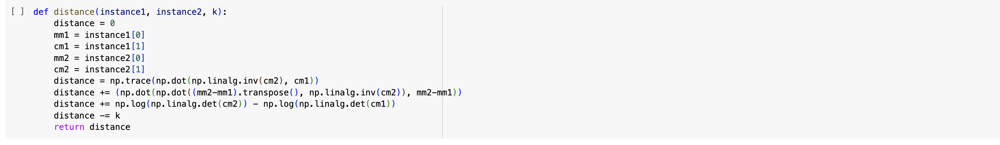 [ ] def distance(instance1, instance2, k):
    distance = 0
    mm1 = instance1[0]
    cm1 = instance1[1]
    mm2 = instance2[0]
    cm2 = instance2[1]
    distance = np.trace(np.dot(np.linalg.inv(cm2), cm1))
    distance += (np.dot(np.dot((mm2-mm1).transpose(), np.linalg.inv(cm2)), mm2-mm1))
    distance += np.log(np.linalg.det(cm2)) - np.log(np.linalg.det(cm1))
    distance -= k
    return distance